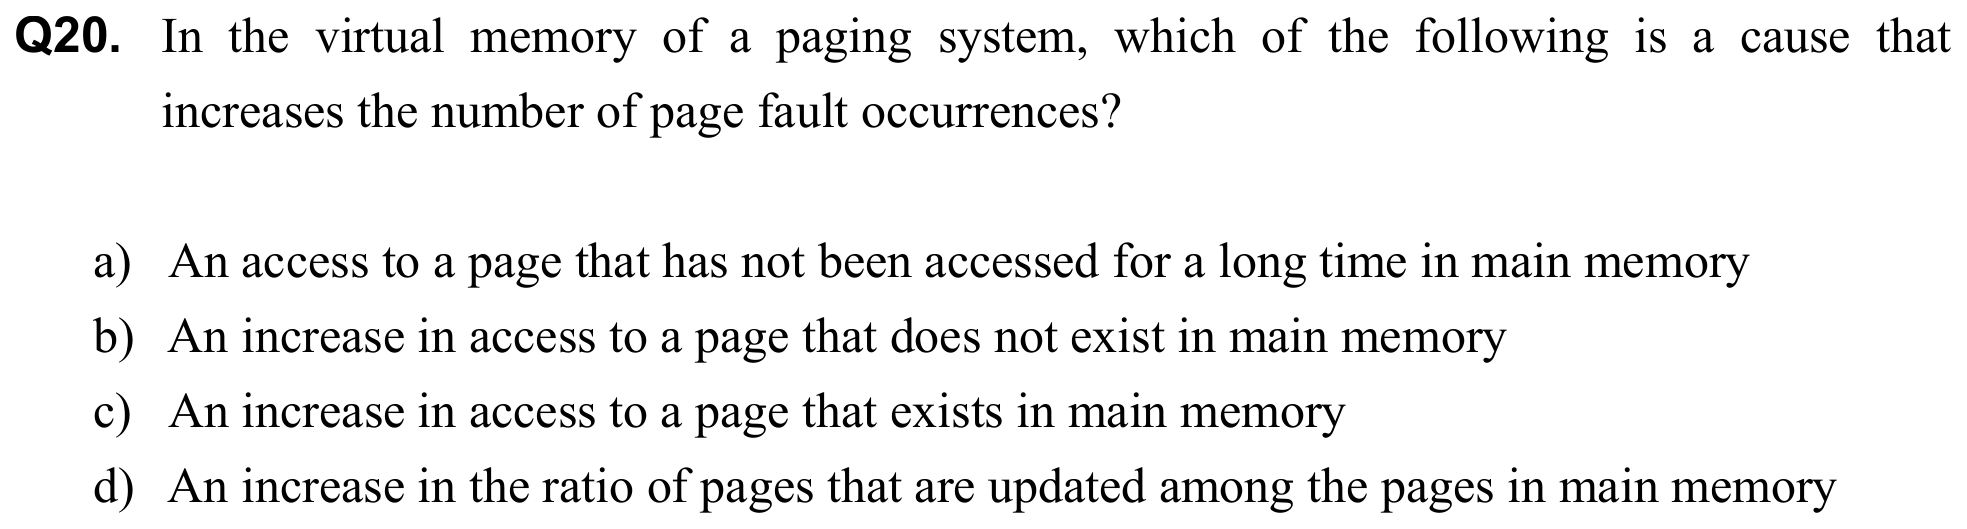 Q20. In the virtual memory of a paging system, which of the following is a cause that
increases the number of page fault occurrences?
a) An access to a page that has not been accessed for a long time in main memory
b) An increase in access to a page that does not exist in main memory
c) An increase in access to a page that exists in main memory
d) An increase in the ratio of pages that are updated among the pages in main memory